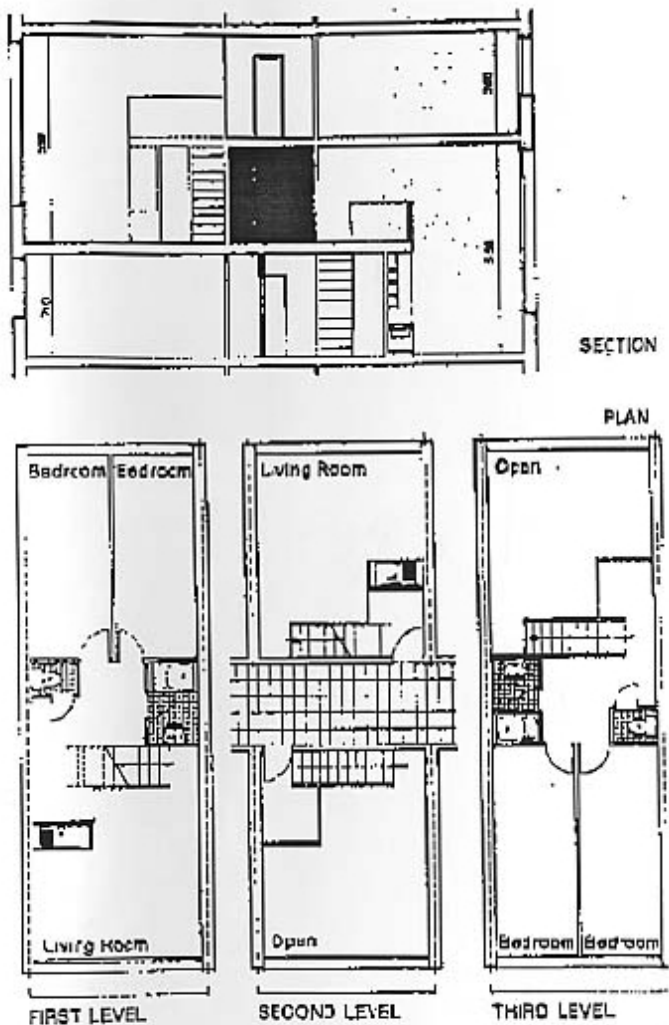 SECTION
PLAN
Bedroom Bedroom
Living Room
Open
Living Room
Open
Bedroom Bedroom
FIRST LEVEL
SECOND LEVEL
THIRD LEVEL